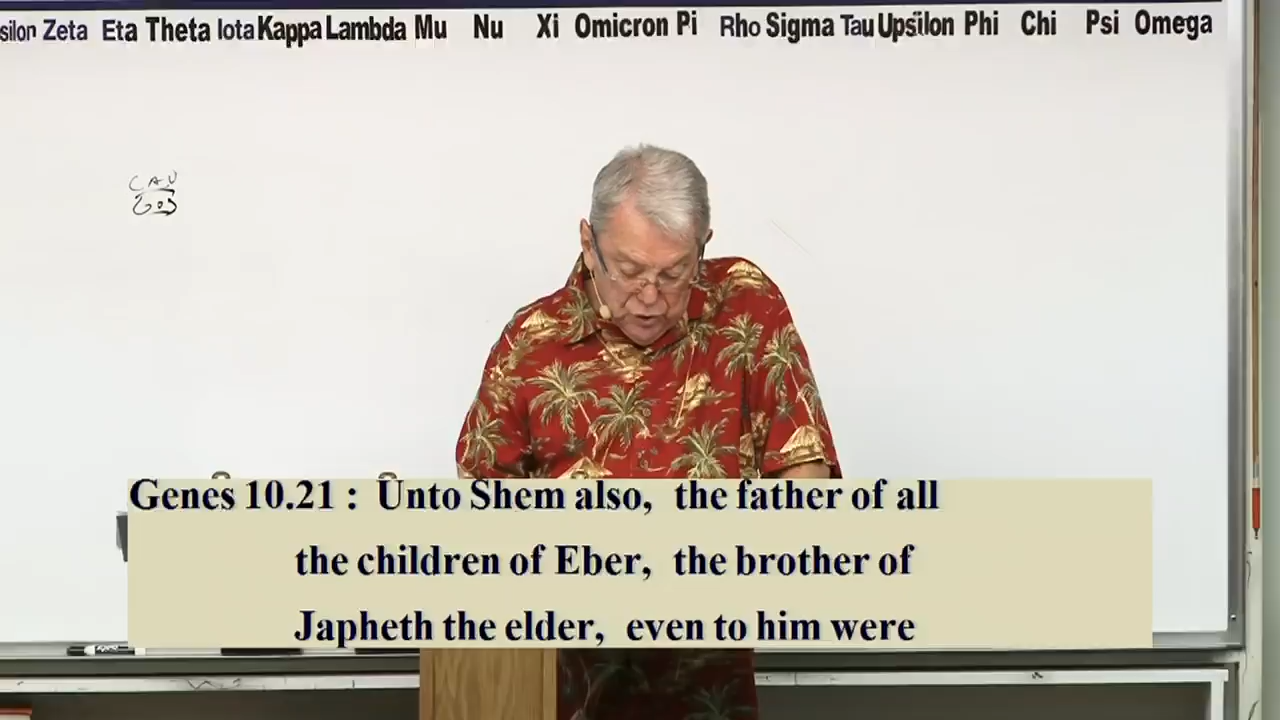 silon Zeta Eta Theta Iota Kappa Lambda Mu Nu Xi Omicron Pi Rho Sigma Tau Upsilon Phi Chi Psi Omega
CAN
Genes 10.21 : Unto Shem also, the father of all
the children of Eber, the brother of
Japheth the elder, even to him were